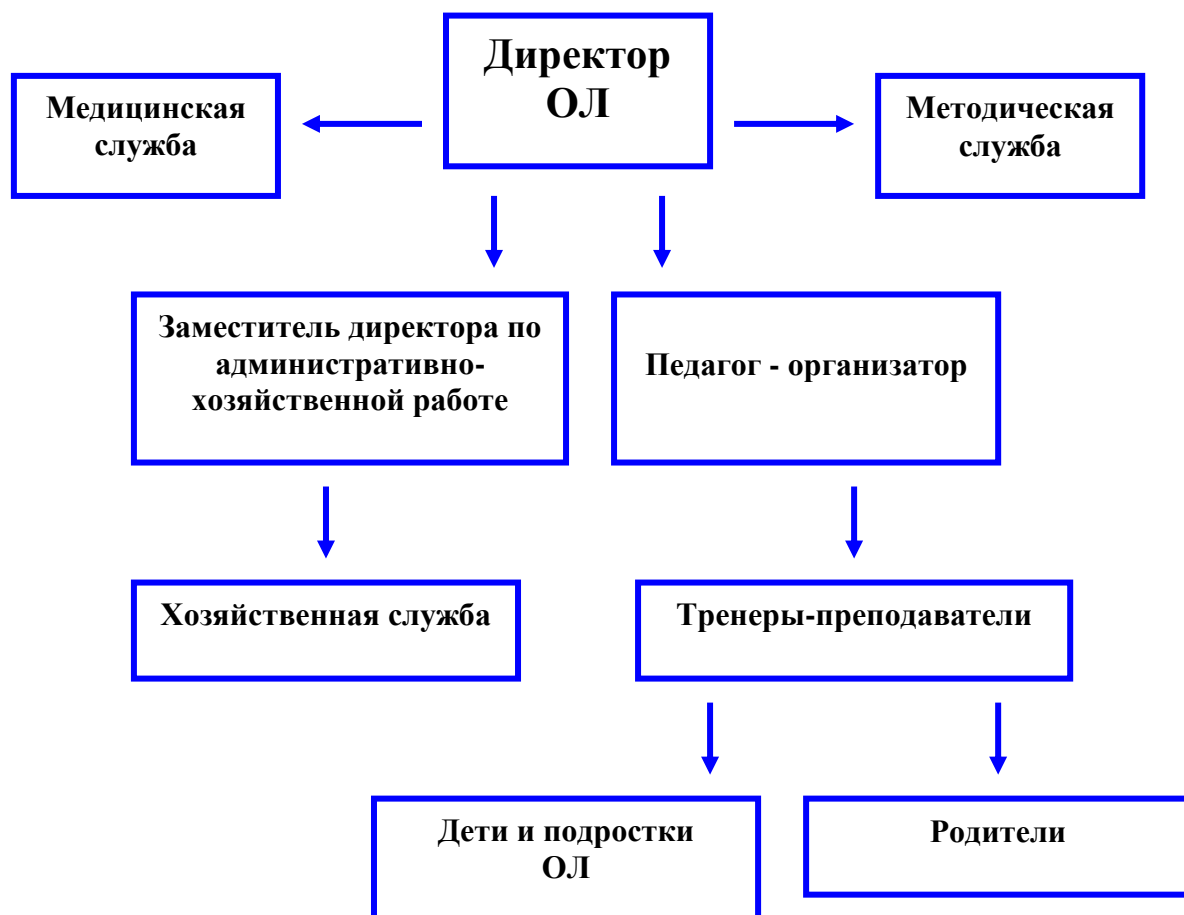 Директор
ОЛ
Медицинская
служба
Методическая
служба
Заместитель директора по
административно-
хозяйственной работе
Педагог - организатор
Хозяйственная служба
Тренеры-преподаватели
Дети и подростки
ОЛ
Родители